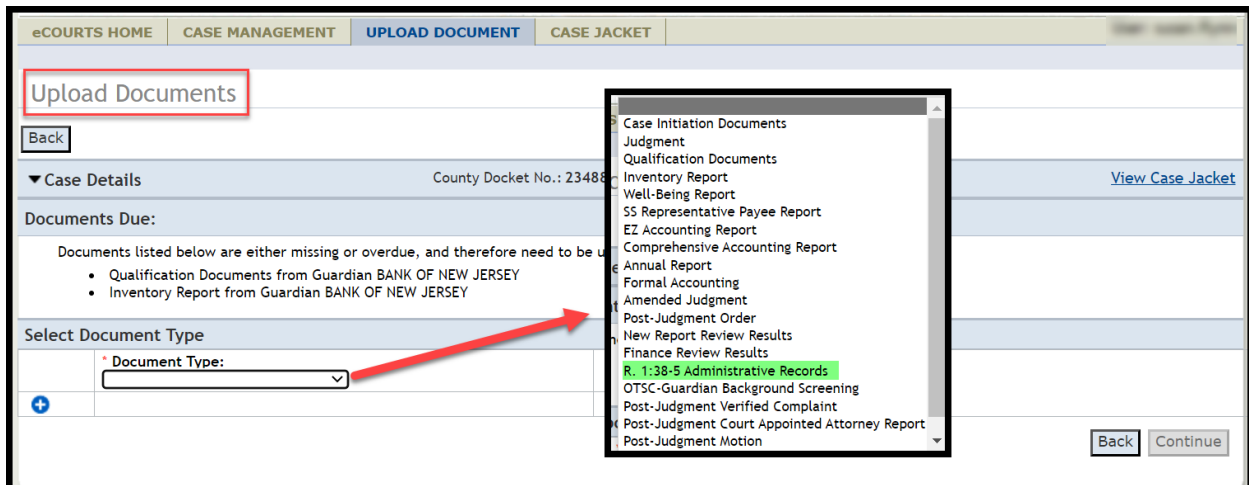 eCOURTS HOME CASE MANAGEMENT UPLOAD DOCUMENT CASE JACKET
Upload Documents
Back
Case Details County Docket No.: 23488 View Case Jacket
Documents Due:
Documents listed below are either missing or overdue, and therefore need to be u
• Qualification Documents from Guardian BANK OF NEW JERSEY
• Inventory Report from Guardian BANK OF NEW JERSEY
Select Document Type
* Document Type:
Case Initiation Documents
Judgment
Qualification Documents
Inventory Report
Well-Being Report
SS Representative Payee Report
EZ Accounting Report
Comprehensive Accounting Report
Annual Report
Formal Accounting
Amended Judgment
Post-Judgment Order
New Report Review Results
Finance Review Results
R. 1:38-5 Administrative Records
OTSC-Guardian Background Screening
Post-Judgment Verified Complaint
Post-Judgment Court Appointed Attorney Report
Post-Judgment Motion
Back Continue